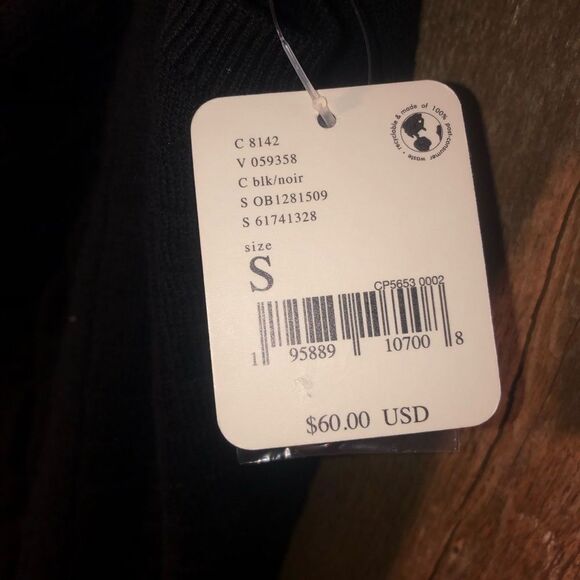 recyclable & made of 100% post-consumer waste •
C 8142
V 059358
C blk/noir
S OB1281509
S 61741328
size
S
CP5653 0002
1 95889 10700 8
$60.00 USD